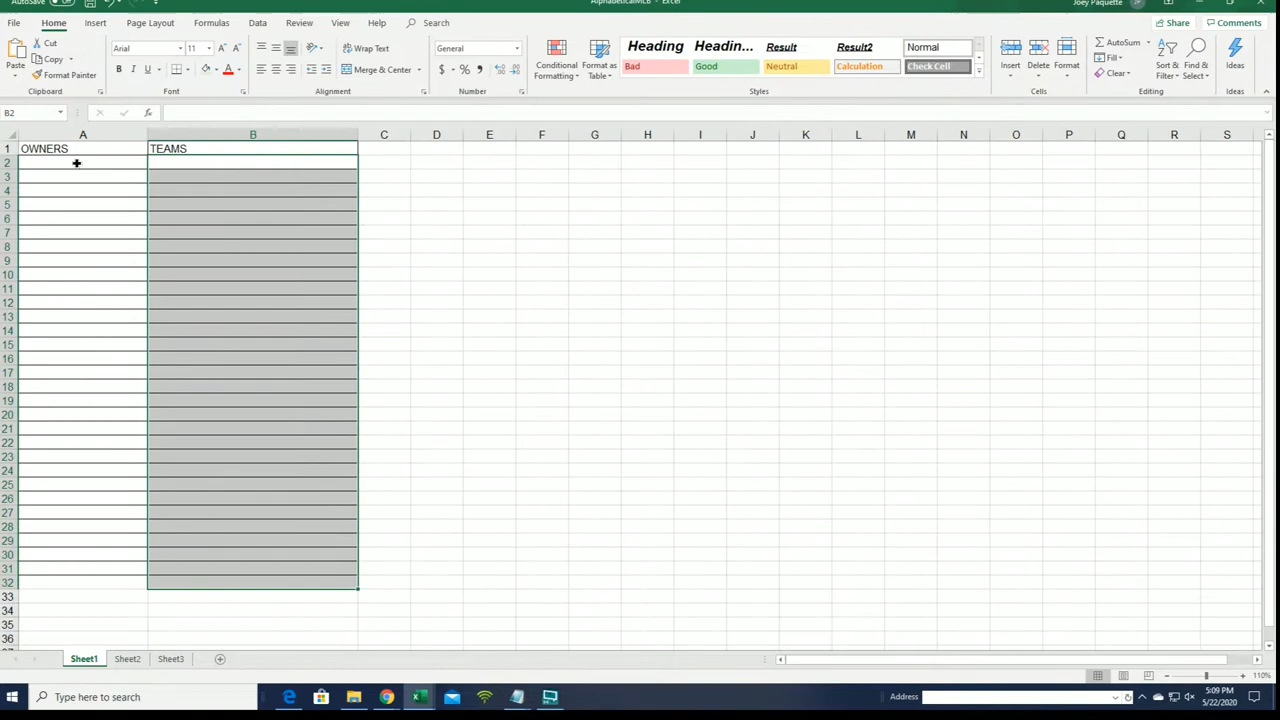 AutoSave
AlphabeticalMLB - Excel
Joey Paquette
JP
File Home Insert Page Layout Formulas Data Review View Help Search
Share Comments
Paste Cut Copy Format Painter
Arial 11
Wrap Text
Merge & Center
General
Conditional Formatting
Format as Table
Heading Headin... Result Result2 Normal
Bad Good Neutral Calculation Check Cell
Insert Delete Format
AutoSum
Fill
Clear
Sort & Filter
Find & Select
Ideas
Clipboard Font Alignment Number Styles Cells Editing Ideas
B2 fx
A B C D E F G H I J K L M N O P Q R S
1 OWNERS TEAMS
2
3
4
5
6
7
8
9
10
11
12
13
14
15
16
17
18
19
20
21
22
23
24
25
26
27
28
29
30
31
32
33
34
35
36
Sheet1 Sheet2 Sheet3
110%
Type here to search
Address
5:09 PM
5/22/2020